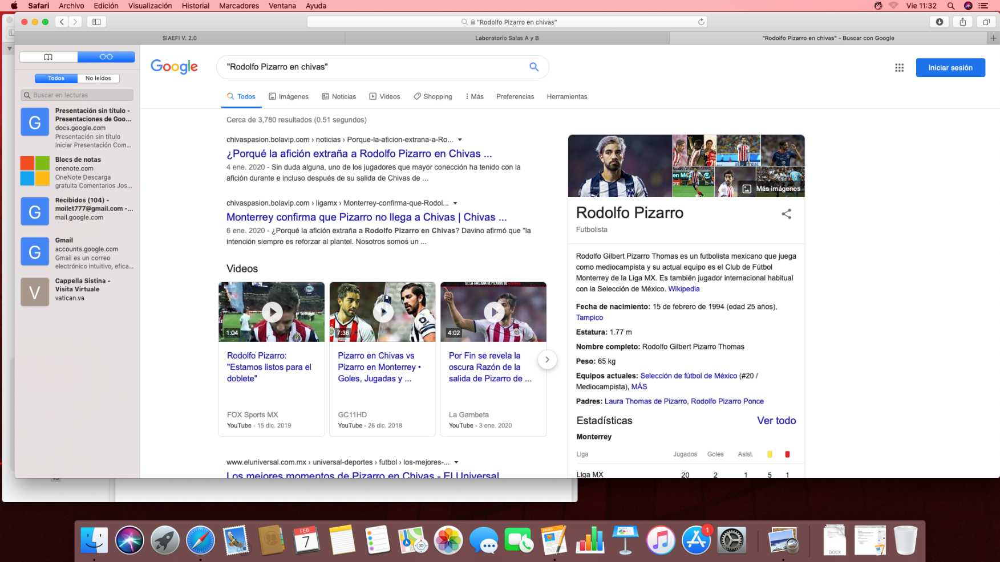 Safari Archivo Edición Visualización Historial Marcadores Ventana Ayuda Vie 11:32
"Rodolfo Pizarro en chivas"
SIAEFI V. 2.0 Laboratorio Salas A y B "Rodolfo Pizarro en chivas" - Buscar con Google
Todos No leídos
Buscar en lecturas
G
Presentación sin título -
Presentaciones de Goo...
docs.google.com
Presentación sin título
Iniciar Presentación Com...
Blocs de notas
onenote.com
OneNote Descarga
gratuita Comentarios Jos...
G
Recibidos (104) -
moilet777@gmail.com -...
mail.google.com
G
Gmail
accounts.google.com
Gmail es un correo
electrónico intuitivo, efica...
V
Cappella Sistina -
Visita Virtuale
vatican.va
Google
"Rodolfo Pizarro en chivas"
Iniciar sesión
Todos Imágenes Noticias Videos Shopping Más Preferencias Herramientas
Cerca de 3,780 resultados (0.51 segundos)
chivaspasion.bolavip.com › noticias › Porque-la-aficion-extrana-a-Ro...
¿Porqué la afición extraña a Rodolfo Pizarro en Chivas ...
4 ene. 2020 - Sin duda alguna, uno de los jugadores que mayor conección ha tenido con la
afición durante e incluso después de su salida de Chivas de ...
chivaspasion.bolavip.com › ligamx › Monterrey-confirma-que-Rodol...
Monterrey confirma que Pizarro no llega a Chivas | Chivas ...
6 ene. 2020 - ¿Porqué la afición extraña a Rodolfo Pizarro en Chivas? Davino afirmó que "la
intención siempre es reforzar al plantel. Nosotros somos un ...
Videos
1:04
Rodolfo Pizarro:
"Estamos listos para el
doblete"
FOX Sports MX
YouTube - 15 dic. 2019
7:36
Pizarro en Chivas vs
Pizarro en Monterrey •
Goles, Jugadas y ...
GC11HD
YouTube - 26 dic. 2018
4:02
Por Fin se revela la
oscura Razón de la
salida de Pizarro de ...
La Gambeta
YouTube - 3 ene. 2020
www.eluniversal.com.mx › universal-deportes › futbol › los-mejores-...
Los mejores momentos de Pizarro en Chivas - El Universal
Más imágenes
Rodolfo Pizarro
Futbolista
Rodolfo Gilbert Pizarro Thomas es un futbolista mexicano que juega
como mediocampista y su actual equipo es el Club de Fútbol
Monterrey de la Liga MX. Es también jugador internacional habitual
con la Selección de México. Wikipedia
Fecha de nacimiento: 15 de febrero de 1994 (edad 25 años),
Tampico
Estatura: 1.77 m
Nombre completo: Rodolfo Gilbert Pizarro Thomas
Peso: 65 kg
Equipos actuales: Selección de fútbol de México (#20 /
Mediocampista), MÁS
Padres: Laura Thomas de Pizarro, Rodolfo Pizarro Ponce
Estadísticas Ver todo
Monterrey
Liga Jugados Goles Asist.
Liga MX 20 2 1 5 1
FEB
7
3D
PAGES
1
DOCX